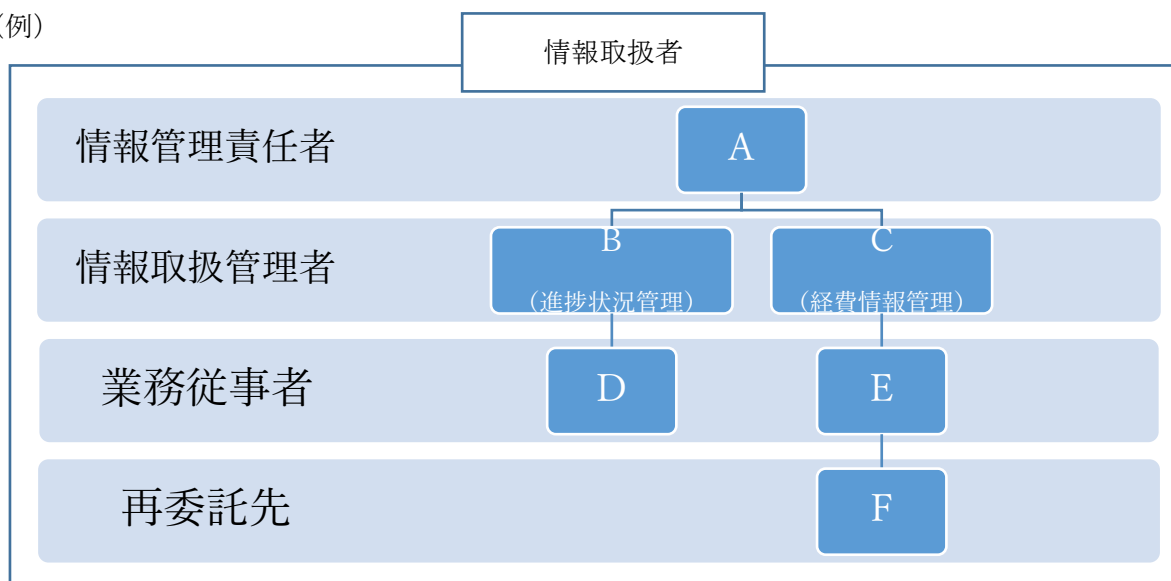 (例)
情報取扱者
情報管理責任者
A
情報取扱管理者
B
(進捗状況管理)
C
(経費情報管理)
業務従事者
D
E
再委託先
F